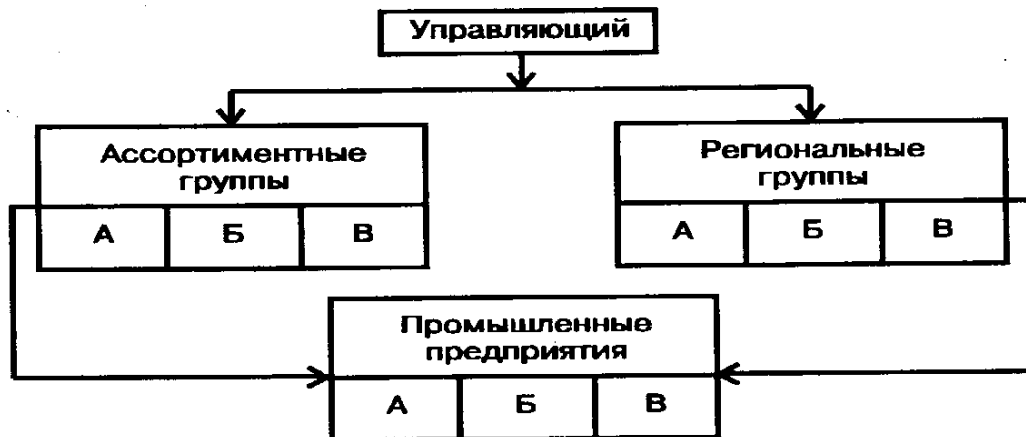 Управляющий
Ассортиментные
группы
А Б В
Региональные
группы
А Б В
Промышленные
предприятия
А Б В